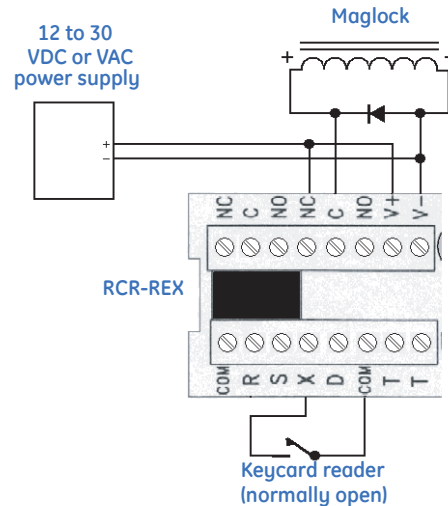 Maglock
+
-
12 to 30
VDC or VAC
power supply
+
−
NC C NO NC C NO V+ V-
RCR-REX
COM R S X D COM T T
Keycard reader
(normally open)